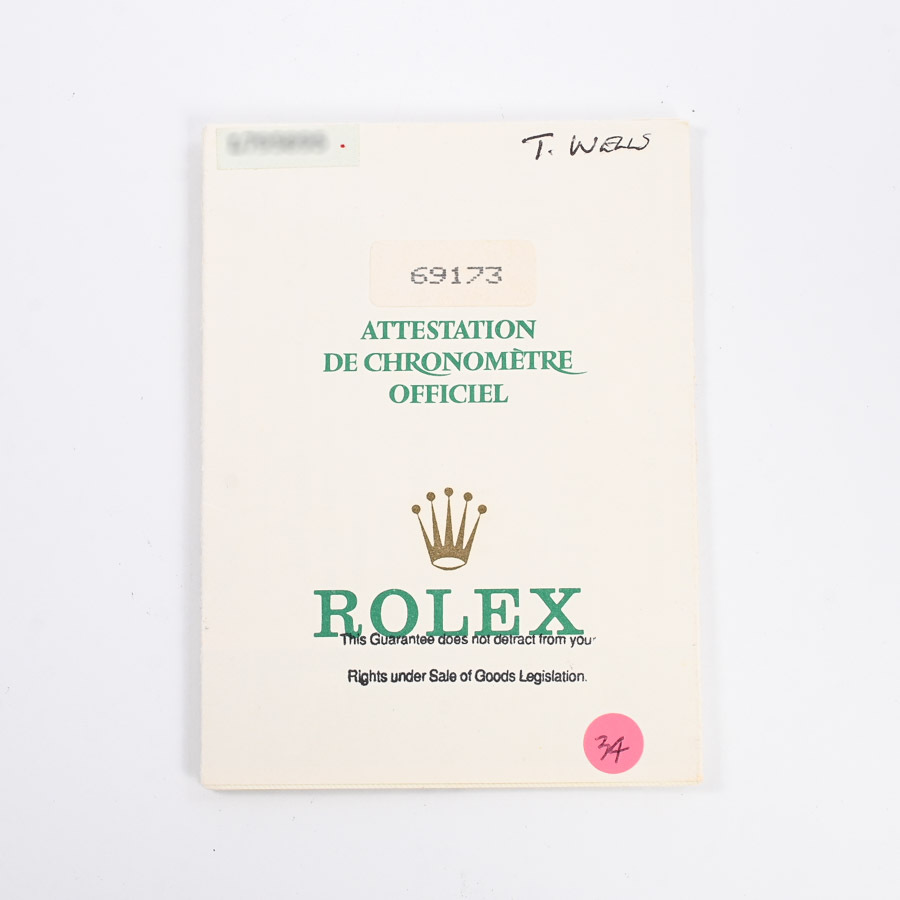 T. WELLS
69173
ATTESTATION
DE CHRONOMÈTRE
OFFICIEL
ROLEX
This Guarantee does not detract from your
Rights under Sale of Goods Legislation.
34